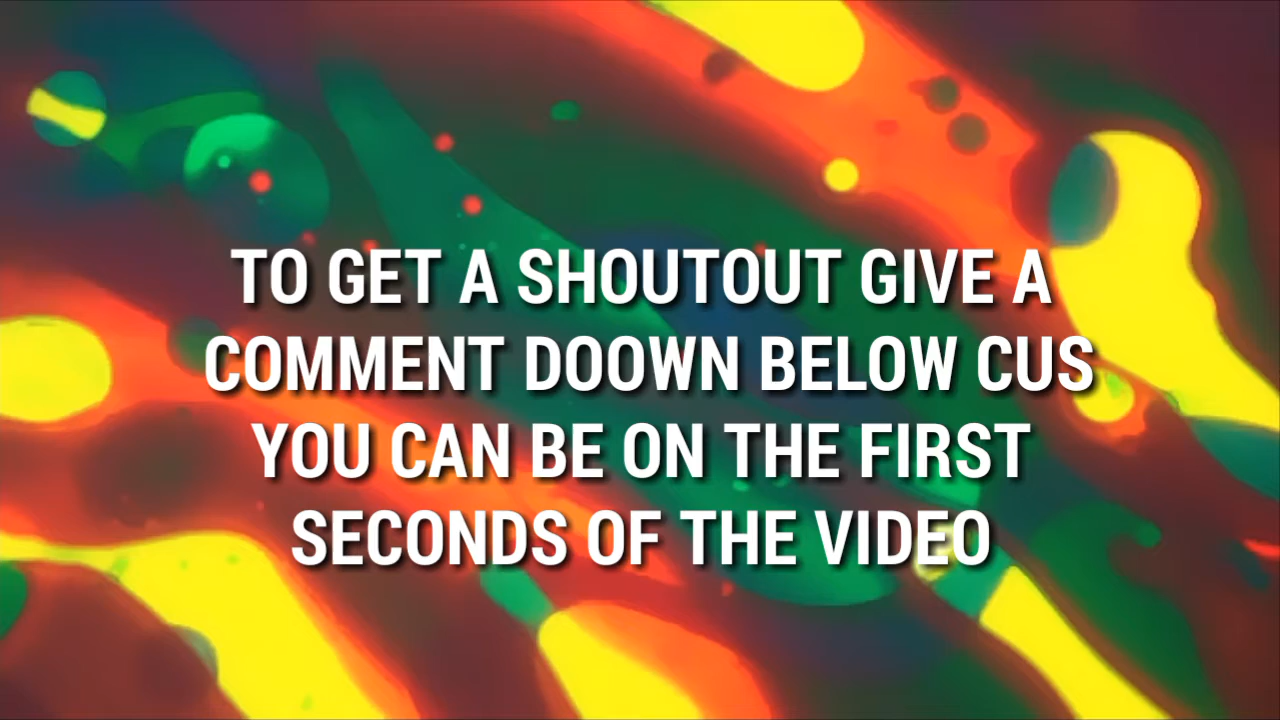 TO GET A SHOUTOUT GIVE A
COMMENT DOOWN BELOW CUS
YOU CAN BE ON THE FIRST
SECONDS OF THE VIDEO